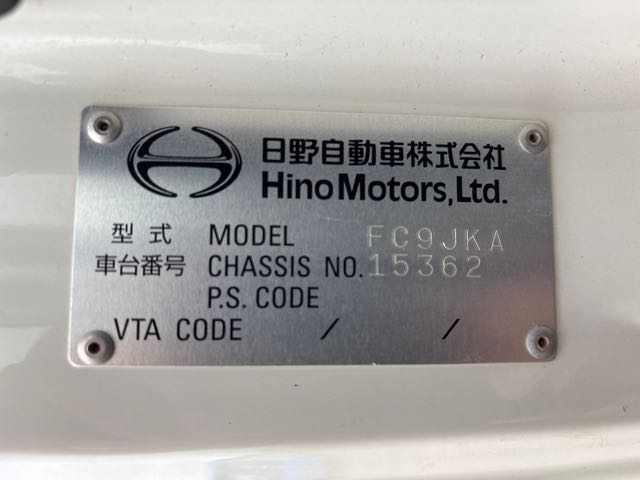 日野自動車株式会社
Hino Motors, Ltd.
型式 MODEL FC9JKA
車台番号 CHASSIS NO. 15362
P.S. CODE
VTA CODE / /